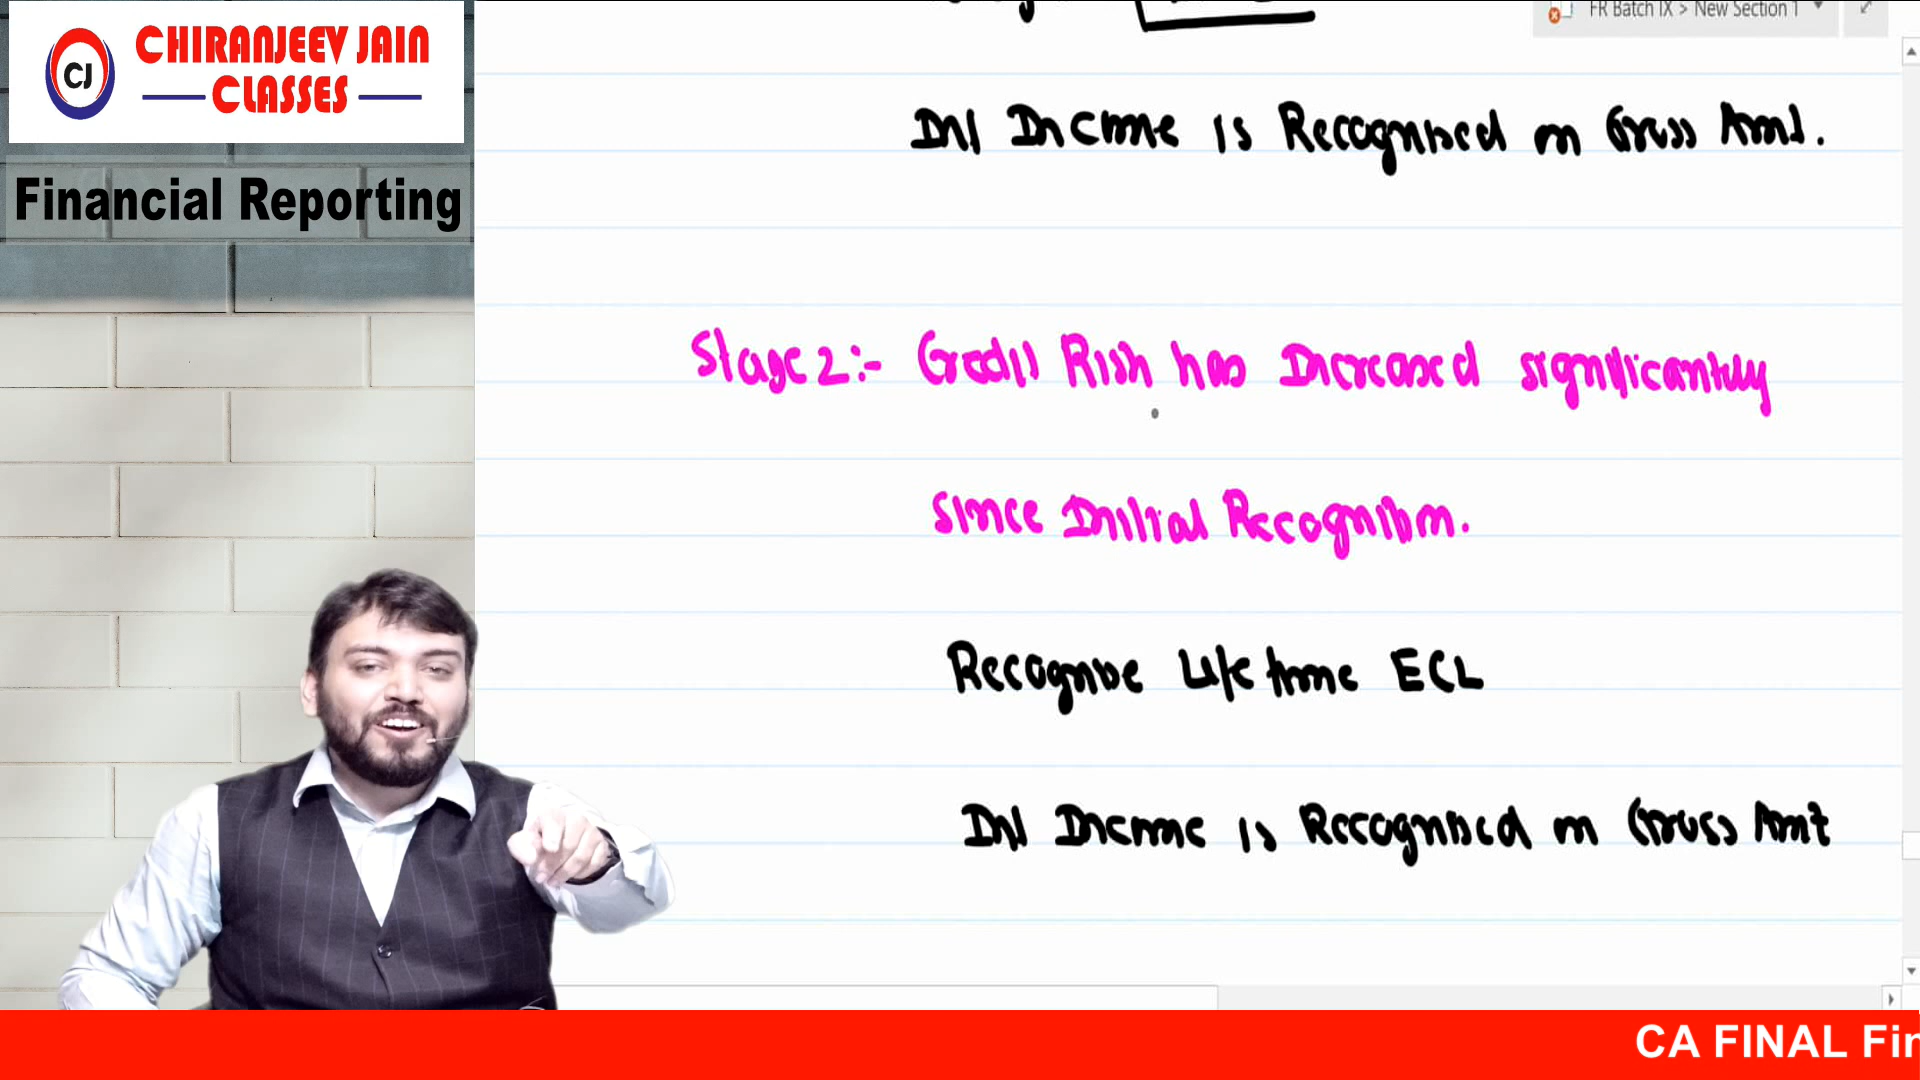 CHIRANJEEV JAIN
CJ
CLASSES
Financial Reporting
FR Batch IX > New Section 1
Int Income is Recognised on Gross Amt.
Stage 2:- Credit Risk has Increased significantly
since Initial Recognition.
Recognise Life time ECL
Int Income is Recognised on Gross Amt
CA FINAL Fin